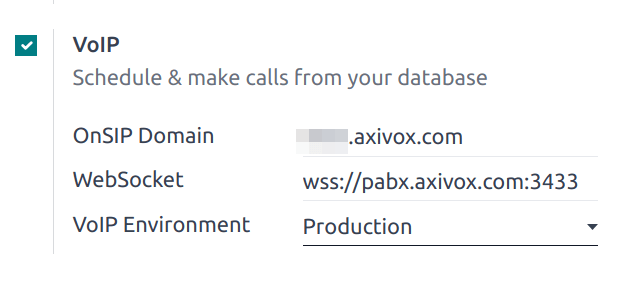 VoIP
Schedule & make calls from your database
OnSIP Domain .axivox.com
WebSocket wss://pabx.axivox.com:3433
VoIP Environment Production